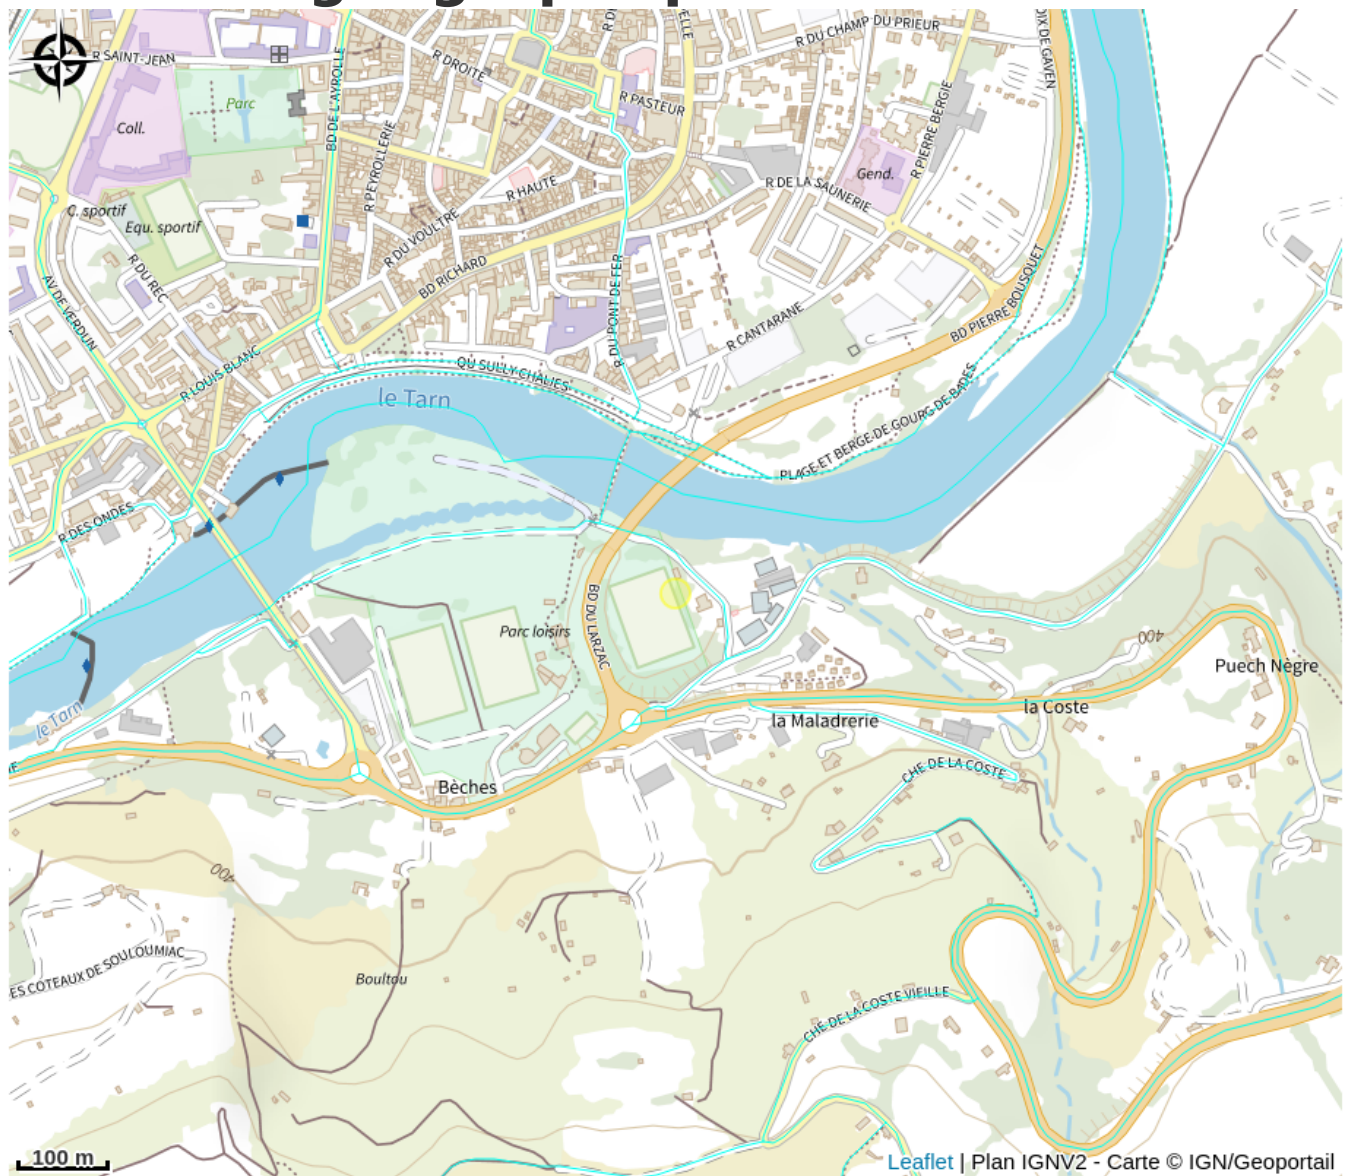 R SAINT-JEAN
BD DE L'AYROLLE
R DROITE
R DU CHAMP DU PRIEUR
Parc
Coll.
R PASTEUR
R PIERRE BERGIE
R PEYROLLERIE
R HAUTE
R DE LA SAUNERIE
Gend.
C. sportif
Equ. sportif
R DU VOULTRE
BD RICHARD
R DU REC
AV DE VERDUN
R DU PONT DE FER
BD PIERRE BOUSQUET
R CANTARANE
R LOUIS BLANC
QU SULLY-CHALIES
le Tarn
PLAGE ET BERGE DE GOURG DE BADES
R DES ONDES
BD DU LARZAC
Parc loisirs
400
Puech Nègre
la Coste
la Maladrerie
le Tarn
CHE DE LA COSTE
Bèches
400
Boultou
ES COTEAUX DE SOULOUMIAC
CHE DE LA COSTE VIEILLE
100 m
Leaflet | Plan IGNV2 - Carte © IGN/Geoportail